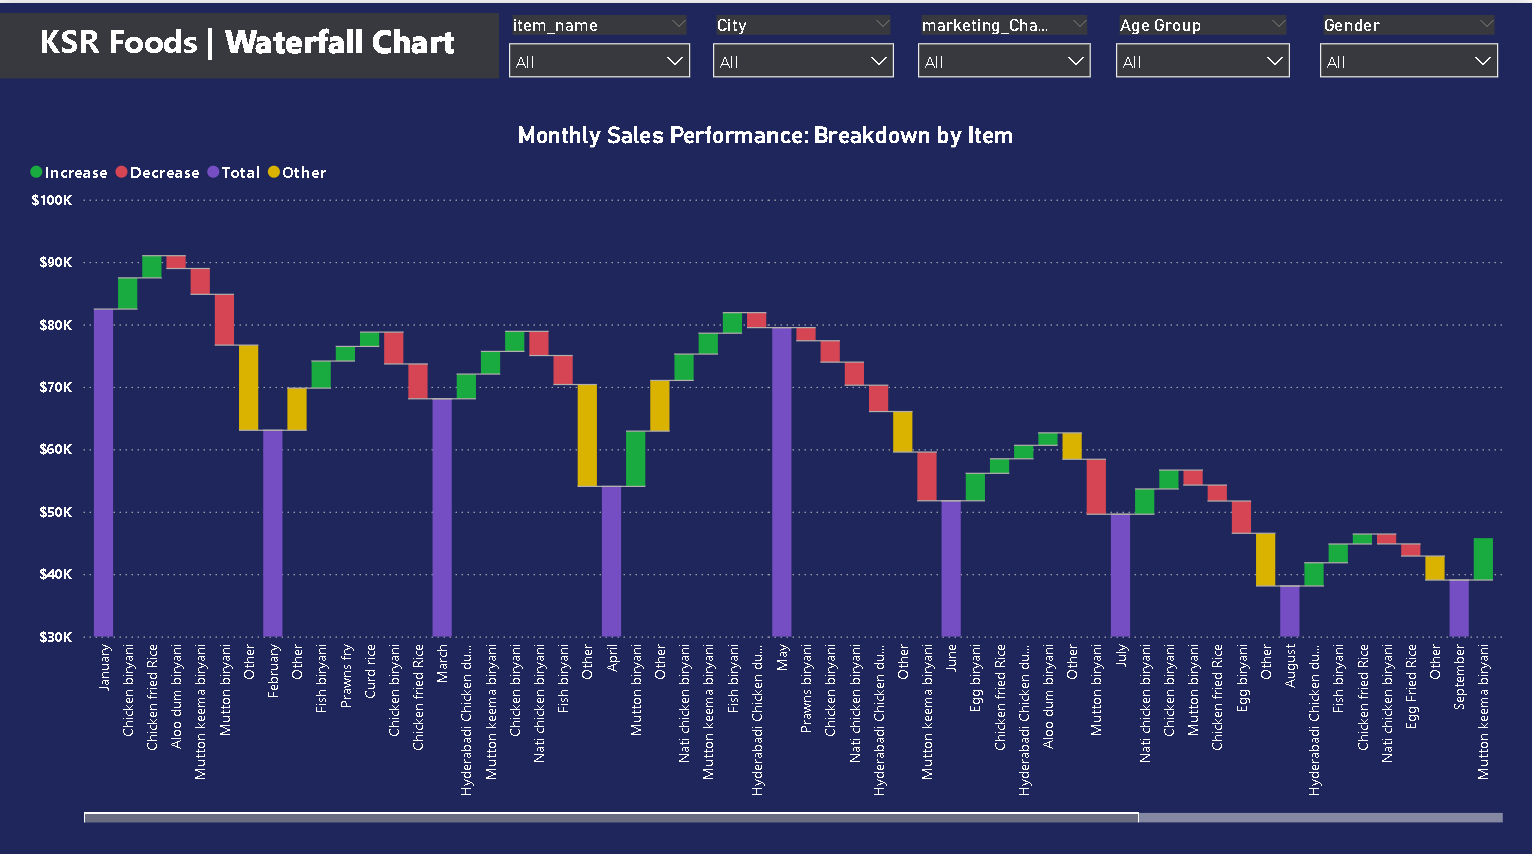 KSR Foods | Waterfall Chart
item_name
City
marketing_Cha...
Age Group
Gender
All
All
All
All
All
Monthly Sales Performance: Breakdown by Item
Increase
Decrease
Total
Other
$100K
$90K
$80K
$70K
$60K
$50K
$40K
$30K
January
Chicken biryani
Chicken fried Rice
Aloo dum biryani
Mutton keema biryani
Mutton biryani
Other
February
Other
Fish biryani
Prawns fry
Curd rice
Chicken biryani
Chicken fried Rice
March
Hyderabadi Chicken du...
Mutton keema biryani
Chicken biryani
Nati chicken biryani
Fish biryani
Other
April
Mutton biryani
Other
Nati chicken biryani
Mutton keema biryani
Fish biryani
Hyderabadi Chicken du...
May
Prawns biryani
Chicken biryani
Nati chicken biryani
Hyderabadi Chicken du...
Other
Mutton keema biryani
June
Egg biryani
Chicken fried Rice
Hyderabadi Chicken du...
Aloo dum biryani
Other
Mutton biryani
July
Nati chicken biryani
Chicken biryani
Mutton biryani
Chicken fried Rice
Egg biryani
Other
August
Hyderabadi Chicken du...
Fish biryani
Chicken fried Rice
Nati chicken biryani
Egg Fried Rice
Other
September
Mutton keema biryani